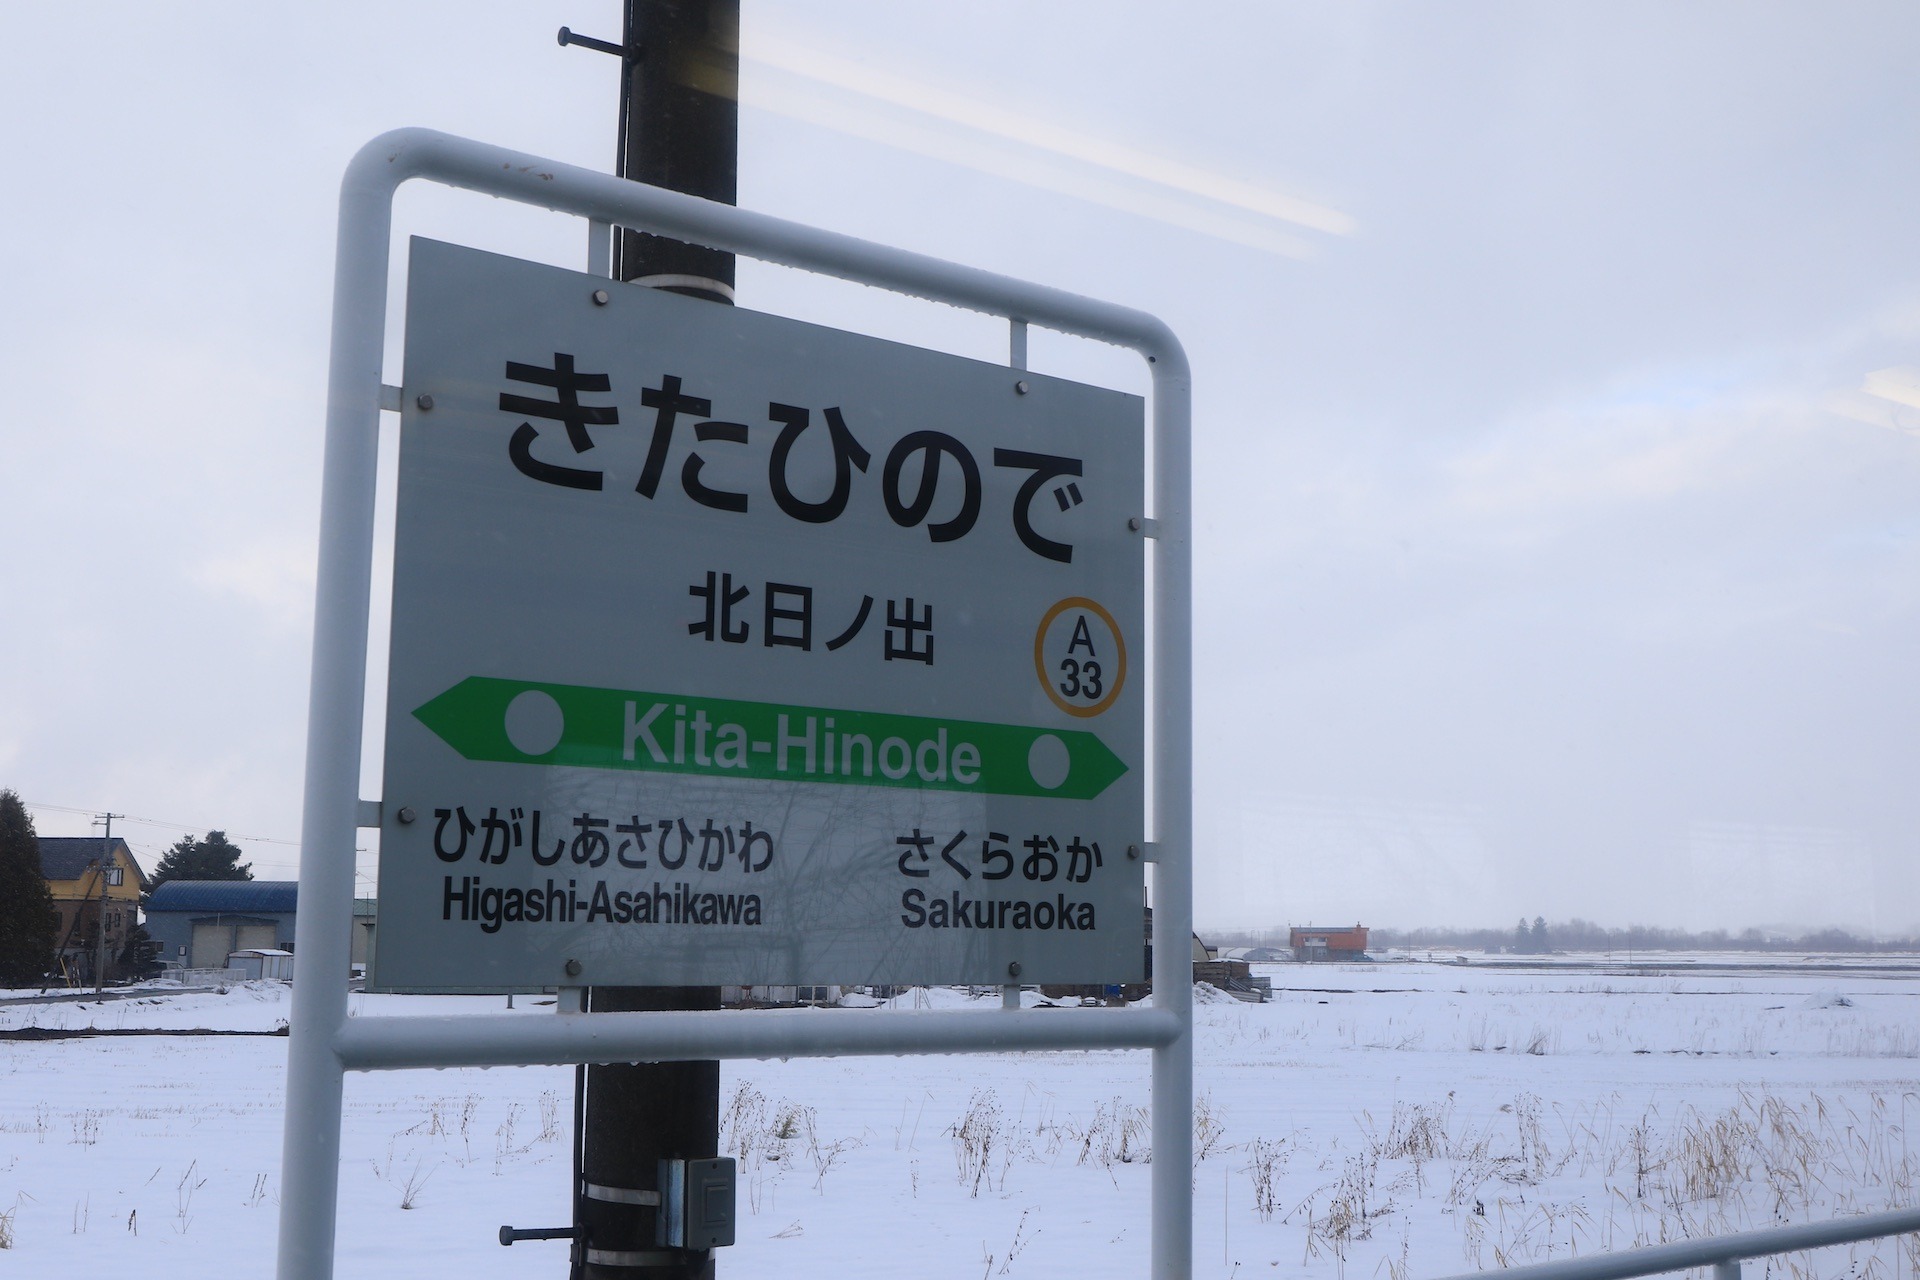 きたひので
北日ノ出
A
33
Kita-Hinode
ひがしあさひかわ
Higashi-Asahikawa
さくらおか
Sakuraoka